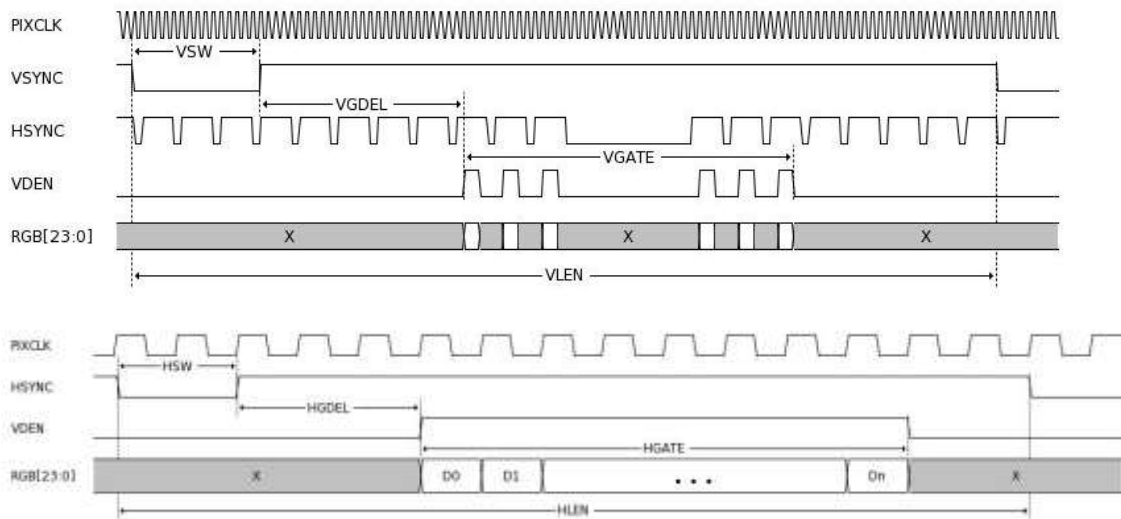 PIXCLK
VSW
VSYNC
VGDEL
HSYNC
VGATE
VDEN
RGB[23:0] X X X
VLEN
PIXCLK
HSW
HSYNC
HGDEL
VDEN
HGATE
RGB[23:0] X D0 D1 ... Dn X
HLEN